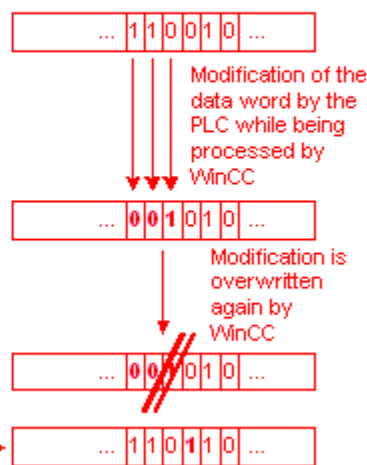 ... 1 1 0 0 1 0 ...
Modification of the
data word by the
PLC while being
processed by
WinCC
... 0 0 1 0 1 0 ...
Modification is
overwritten
again by
WinCC
... 0 0 0 1 0 ...
... 1 1 0 1 1 0 ...